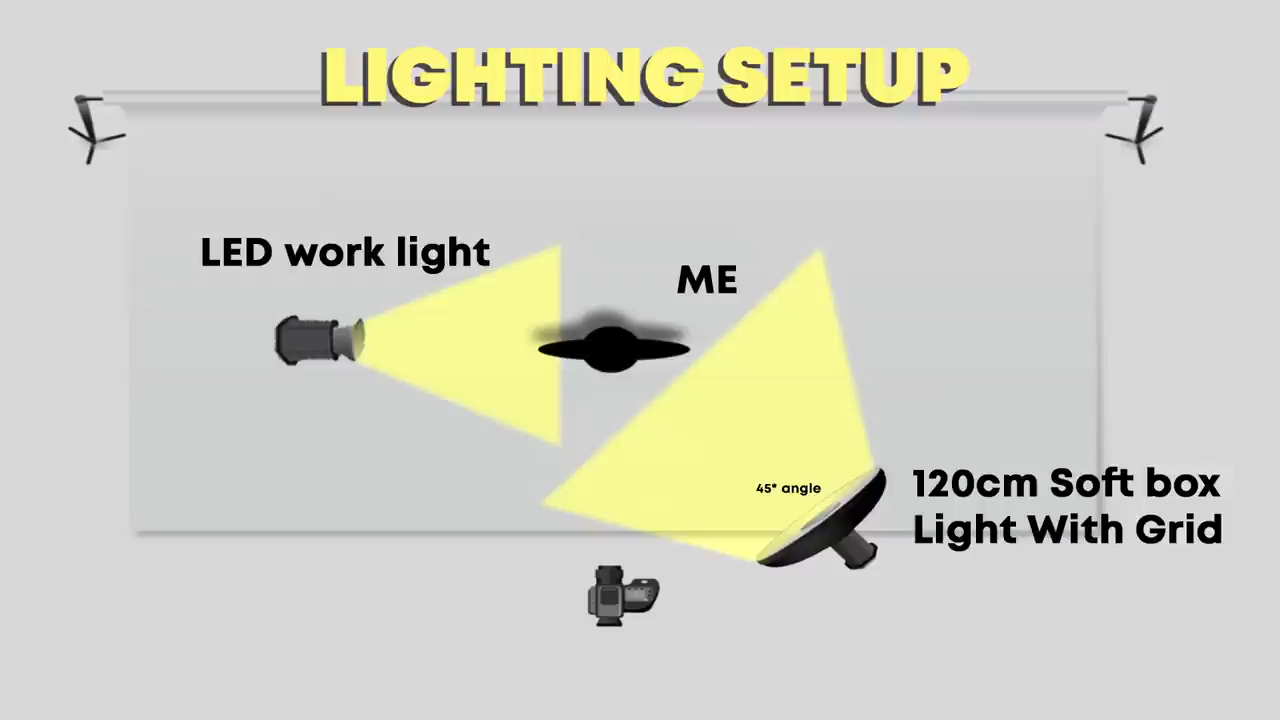 LIGHTING SETUP
LED work light
ME
45* angle
120cm Soft box
Light With Grid